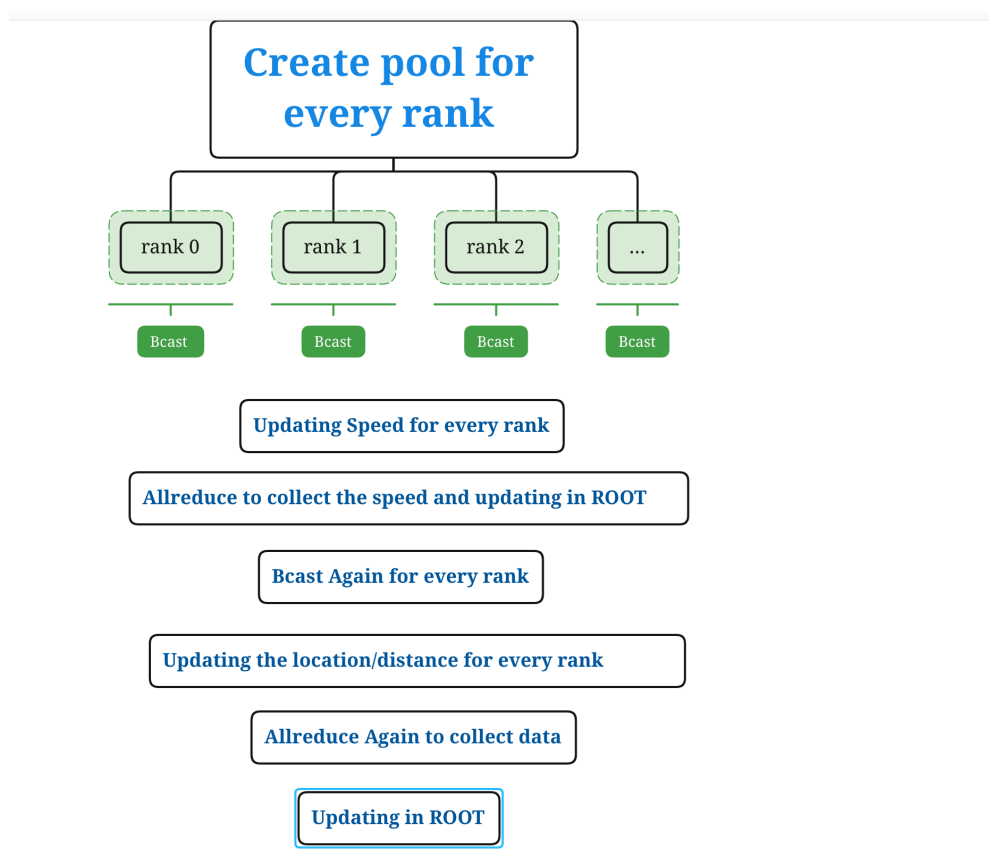 Create pool for
every rank
rank 0
rank 1
rank 2
...
Bcast
Bcast
Bcast
Bcast
Updating Speed for every rank
Allreduce to collect the speed and updating in ROOT
Bcast Again for every rank
Updating the location/distance for every rank
Allreduce Again to collect data
Updating in ROOT